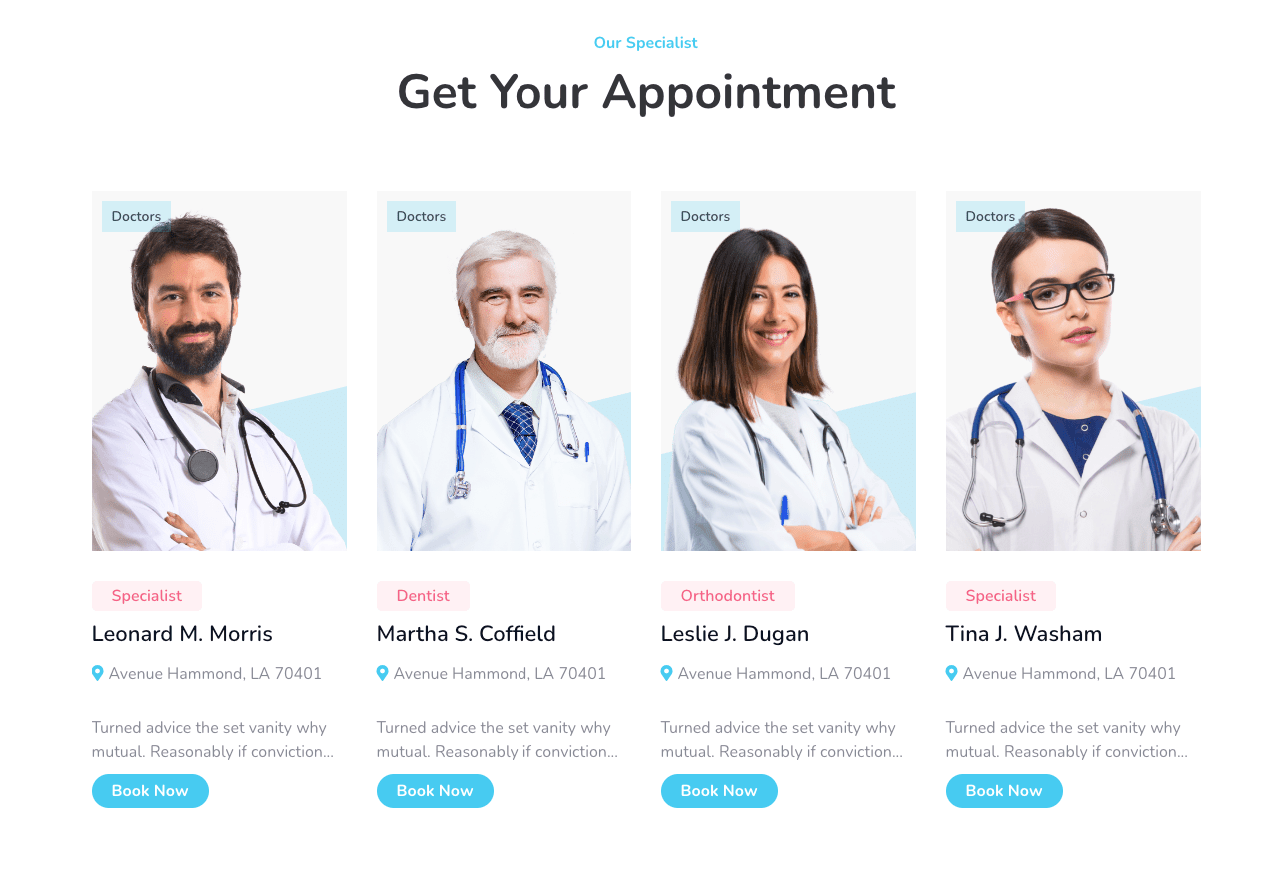 Our Specialist
Get Your Appointment
Doctors
Doctors
Doctors
Doctors
Specialist
Dentist
Orthodontist
Specialist
Leonard M. Morris
Martha S. Coffield
Leslie J. Dugan
Tina J. Washam
Avenue Hammond, LA 70401
Avenue Hammond, LA 70401
Avenue Hammond, LA 70401
Avenue Hammond, LA 70401
Turned advice the set vanity why
mutual. Reasonably if conviction...
Turned advice the set vanity why
mutual. Reasonably if conviction...
Turned advice the set vanity why
mutual. Reasonably if conviction...
Turned advice the set vanity why
mutual. Reasonably if conviction...
Book Now
Book Now
Book Now
Book Now